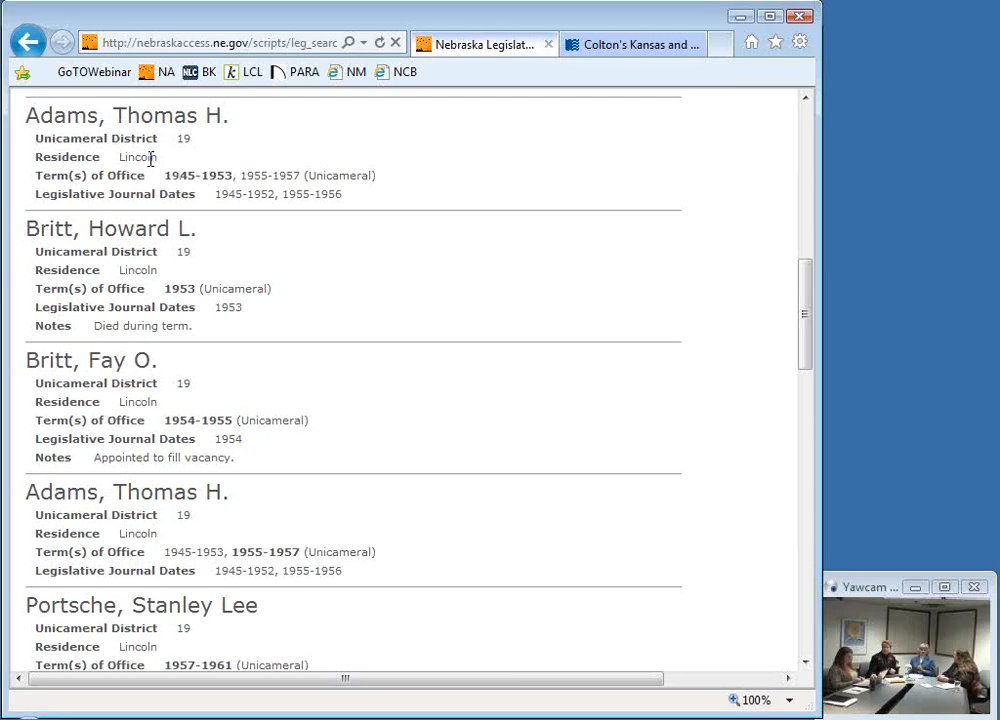 http://nebraskaccess.ne.gov/scripts/leg_searc
Nebraska Legislat...
Colton's Kansas and ...
GoTOWebinar NA NLC BK k LCL PARA NM NCB
Adams, Thomas H.
Unicameral District 19
Residence Lincoln
Term(s) of Office 1945-1953, 1955-1957 (Unicameral)
Legislative Journal Dates 1945-1952, 1955-1956
Britt, Howard L.
Unicameral District 19
Residence Lincoln
Term(s) of Office 1953 (Unicameral)
Legislative Journal Dates 1953
Notes Died during term.
Britt, Fay O.
Unicameral District 19
Residence Lincoln
Term(s) of Office 1954-1955 (Unicameral)
Legislative Journal Dates 1954
Notes Appointed to fill vacancy.
Adams, Thomas H.
Unicameral District 19
Residence Lincoln
Term(s) of Office 1945-1953, 1955-1957 (Unicameral)
Legislative Journal Dates 1945-1952, 1955-1956
Portsche, Stanley Lee
Unicameral District 19
Residence Lincoln
Term(s) of Office 1957-1961 (Unicameral)
100%
Yawcam ...